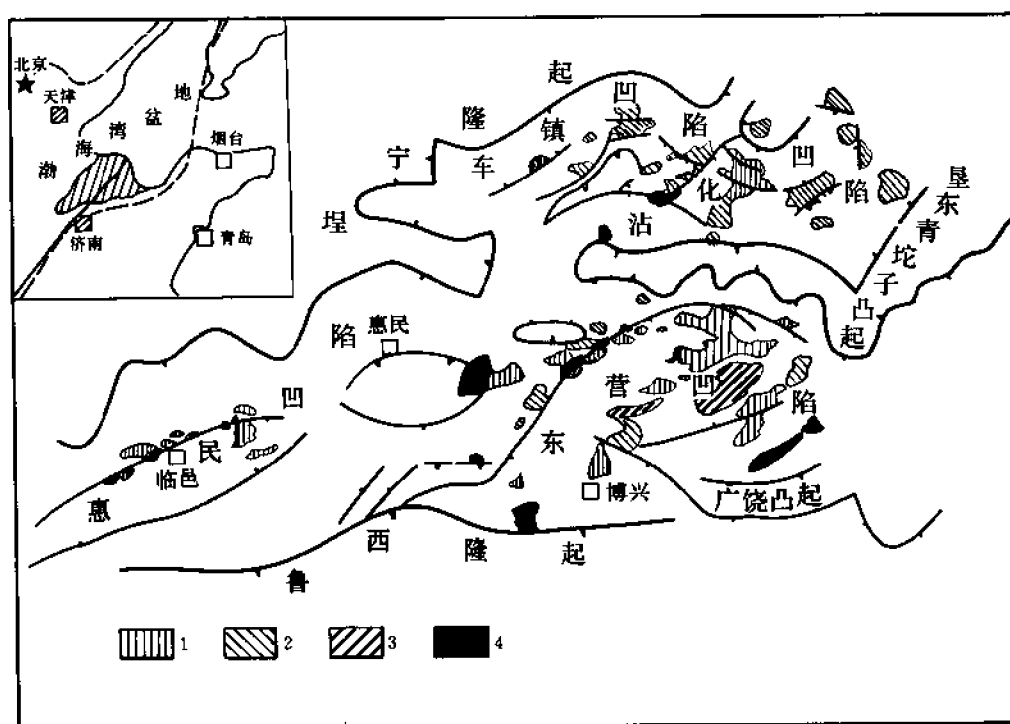 北京
天津
渤海湾盆地
烟台
济南
青岛
埕宁隆起
车镇凹陷
沾化凹陷
垦东青坨子凸起
惠民
惠民凹陷
临邑
东营凹陷
博兴
广饶凸起
鲁西隆起
1
2
3
4